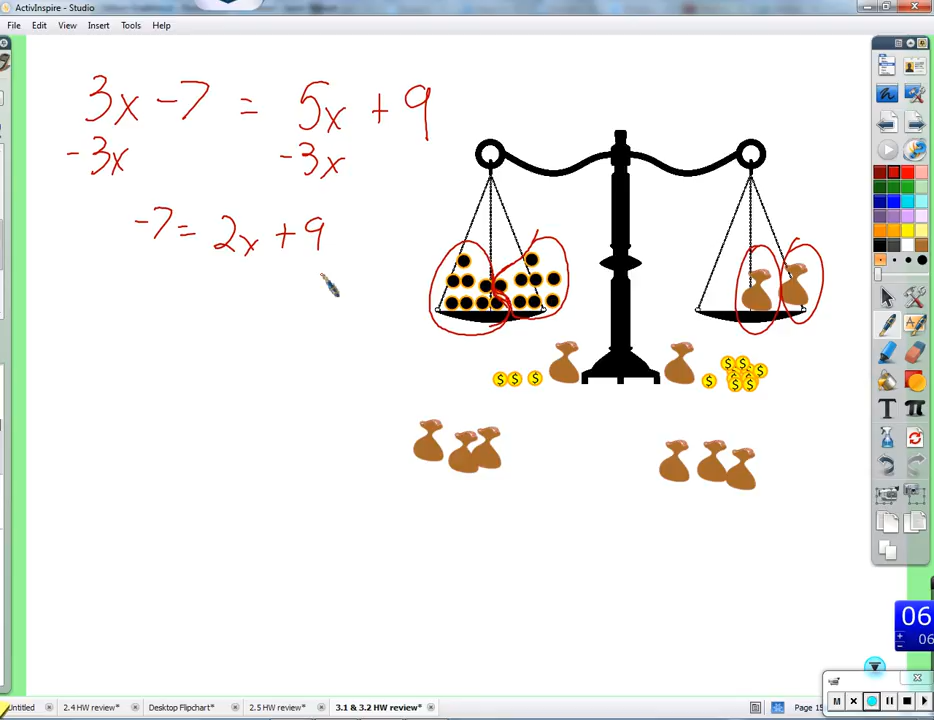 ActivInspire - Studio
File Edit View Insert Tools Help
3x - 7 = 5x + 9
-3x -3x
-7 = 2x + 9
$ $ $ $ $ $ $ $ $ $ $
T π
06
+ 06
-
M
Untitled 2.4 HW review* Desktop Flipchart* 2.5 HW review* 3.1 & 3.2 HW review* Page 15